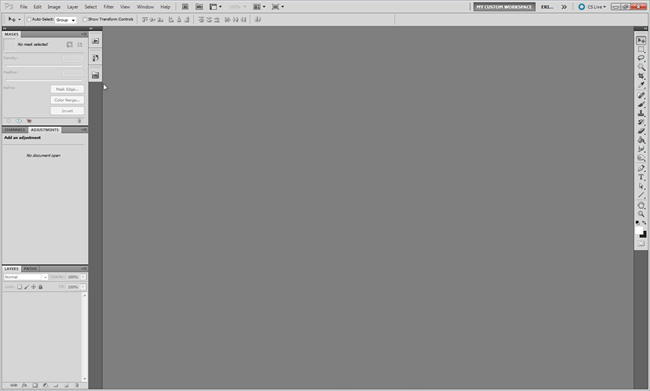 Ps File Edit Image Layer Select Filter View Window Help 100% MY CUSTOM WORKSPACE CS Live
Auto-Select: Group Show Transform Controls
MASKS
No mask selected
Density:
Feather:
Refine: Mask Edge...
Color Range...
Invert
CHANNELS ADJUSTMENTS
Add an adjustment
No document open
LAYERS PATHS
Normal Opacity: 100%
Lock: Fill: 100%